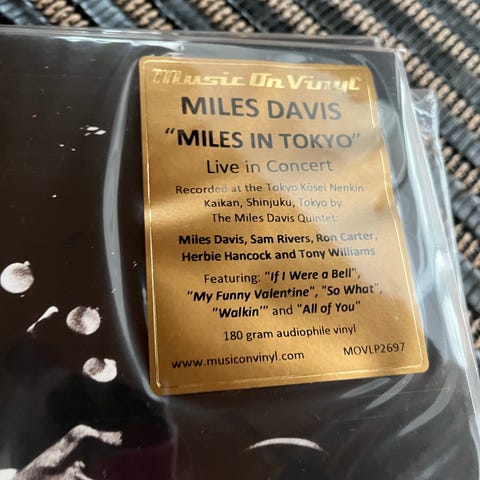 Music On Vinyl
MILES DAVIS
"MILES IN TOKYO"
Live in Concert
Recorded at the Tokyo Kōsei Nenkin
Kaikan, Shinjuku, Tokyo by
The Miles Davis Quintet:
Miles Davis, Sam Rivers, Ron Carter,
Herbie Hancock and Tony Williams
Featuring: "If I Were a Bell",
"My Funny Valentine", "So What",
"Walkin'" and "All of You"
180 gram audiophile vinyl
www.musiconvinyl.com MOVLP2697